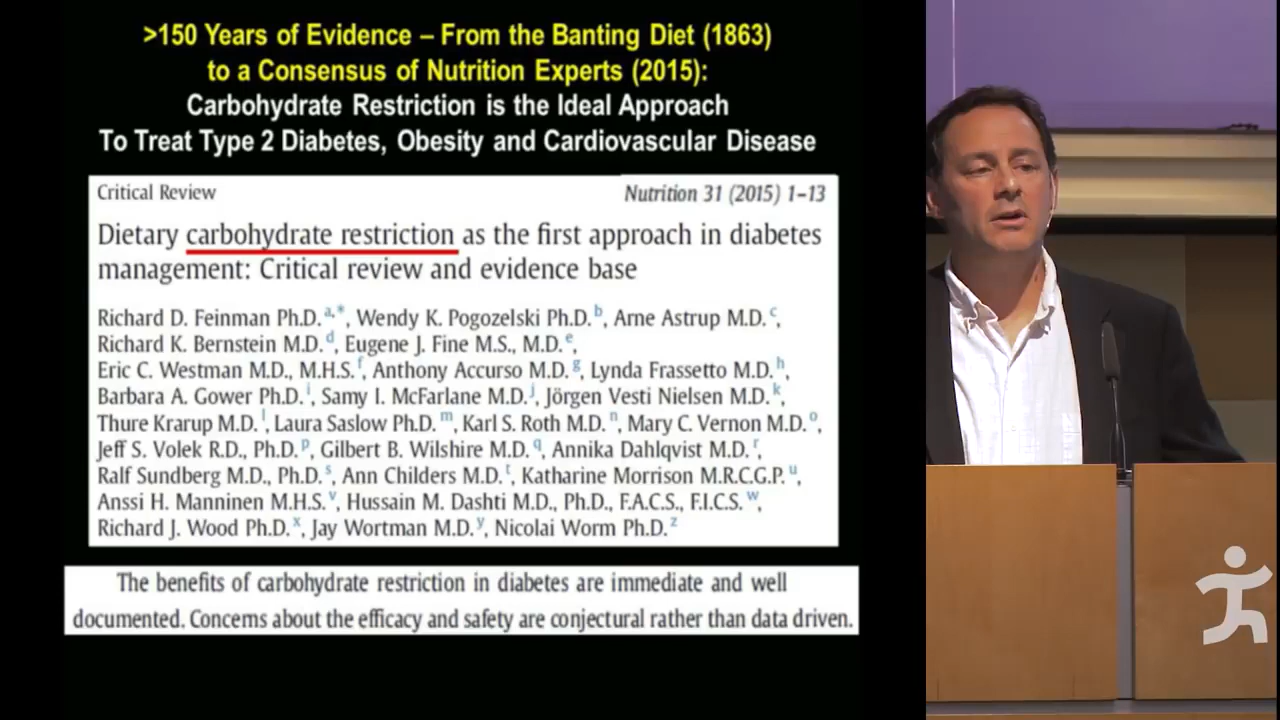 >150 Years of Evidence – From the Banting Diet (1863)
to a Consensus of Nutrition Experts (2015):
Carbohydrate Restriction is the Ideal Approach
To Treat Type 2 Diabetes, Obesity and Cardiovascular Disease
Critical Review
Nutrition 31 (2015) 1–13
Dietary carbohydrate restriction as the first approach in diabetes
management: Critical review and evidence base
Richard D. Feinman Ph.D. a,*, Wendy K. Pogozelski Ph.D. b, Arne Astrup M.D. c,
Richard K. Bernstein M.D. d, Eugene J. Fine M.S., M.D. e,
Eric C. Westman M.D., M.H.S. f, Anthony Accurso M.D. g, Lynda Frassetto M.D. h,
Barbara A. Gower Ph.D. i, Samy I. McFarlane M.D. j, Jörgen Vesti Nielsen M.D. k,
Thure Krarup M.D. l, Laura Saslow Ph.D. m, Karl S. Roth M.D. n, Mary C. Vernon M.D. o,
Jeff S. Volek R.D., Ph.D. p, Gilbert B. Wilshire M.D. q, Annika Dahlqvist M.D. r,
Ralf Sundberg M.D., Ph.D. s, Ann Childers M.D. t, Katharine Morrison M.R.C.G.P. u,
Anssi H. Manninen M.H.S. v, Hussain M. Dashti M.D., Ph.D., F.A.C.S., F.I.C.S. w,
Richard J. Wood Ph.D. x, Jay Wortman M.D. y, Nicolai Worm Ph.D. z
The benefits of carbohydrate restriction in diabetes are immediate and well
documented. Concerns about the efficacy and safety are conjectural rather than data driven.